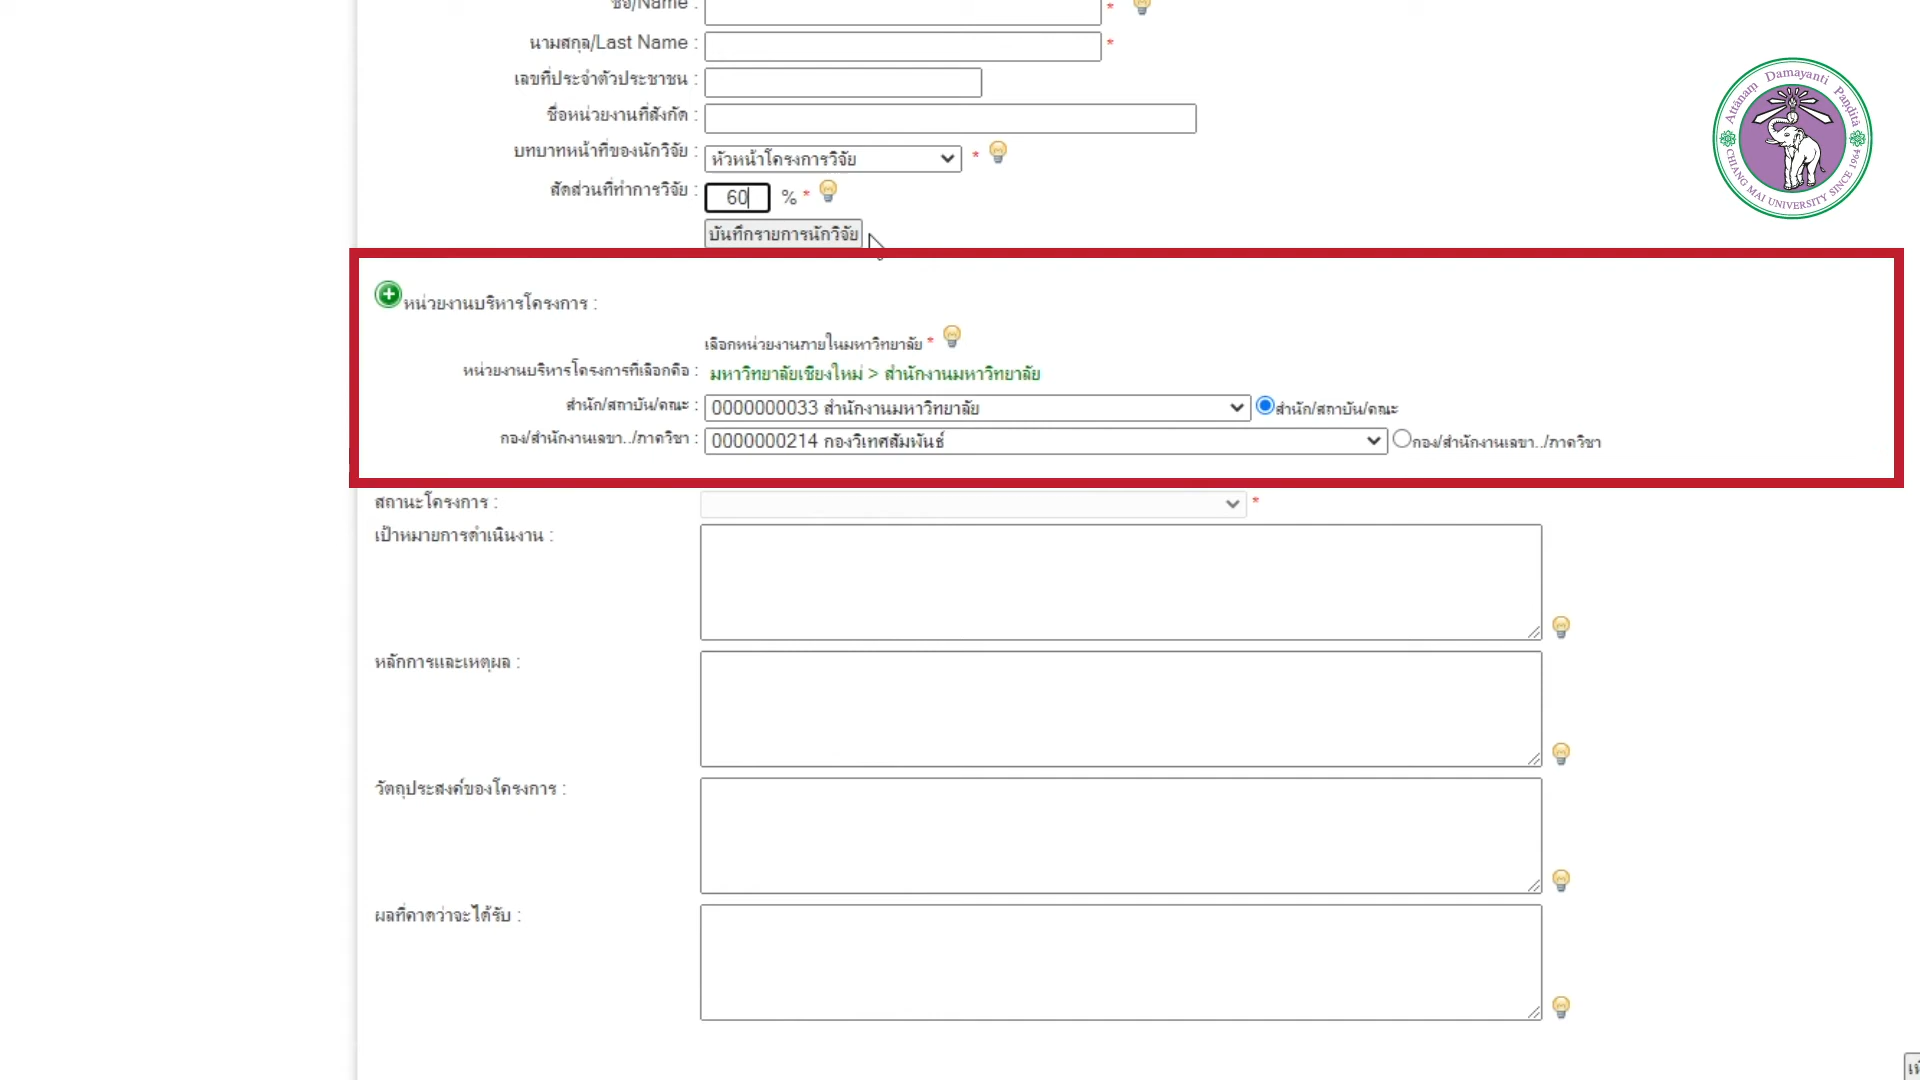 ชื่อ/Name :
*
นามสกุล/Last Name :
*
เลขที่ประจำตัวประชาชน :
ชื่อหน่วยงานที่สังกัด :
บทบาทหน้าที่ของนักวิจัย : หัวหน้าโครงการวิจัย *
สัดส่วนที่ทำการวิจัย : 60 % *
บันทึกรายการนักวิจัย
หน่วยงานบริหารโครงการ :
เลือกหน่วยงานภายในมหาวิทยาลัย *
หน่วยงานบริหารโครงการที่เลือกคือ : มหาวิทยาลัยเชียงใหม่ > สำนักงานมหาวิทยาลัย
สำนัก/สถาบัน/คณะ : 0000000033 สำนักงานมหาวิทยาลัย สำนัก/สถาบัน/คณะ
กอง/สำนักงานเลขา../ภาควิชา : 0000000214 กองวิเทศสัมพันธ์ กอง/สำนักงานเลขา../ภาควิชา
สถานะโครงการ : *
เป้าหมายการดำเนินงาน :
หลักการและเหตุผล :
วัตถุประสงค์ของโครงการ :
ผลที่คาดว่าจะได้รับ :
Attānaṃ Damayanti Paṇḍitā
CHIANG MAI UNIVERSITY SINCE 1964